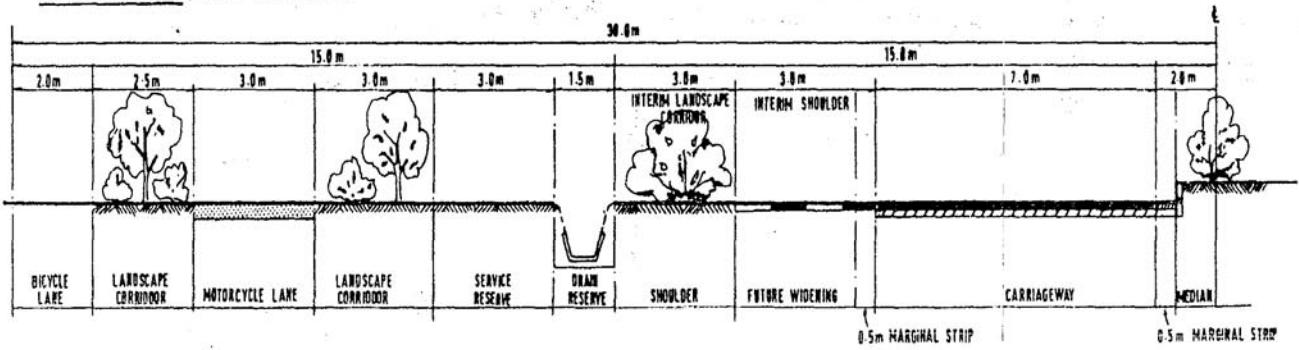 ℄
30.0m
15.0m 15.0m
2.0m 2.5m 3.0m 3.0m 3.0m 1.5m 3.0m 3.0m 7.0m 2.0m
INTERIM LANDSCAPE CORRIDOR
INTERIM SHOULDER
BICYCLE LANE
LANDSCAPE CORRIDOOR
MOTORCYCLE LANE
LANDSCAPE CORRIDOOR
SERVICE RESERVE
DRAIN RESERVE
SHOULDER
FUTURE WIDENING
CARRIAGEWAY
MEDIAN
0.5m MARGINAL STRIP
0.5m MARGINAL STRIP